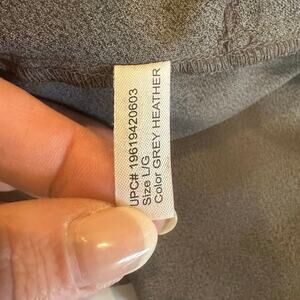 UPC# 19619420603
Size L/G
Color GREY HEATHER